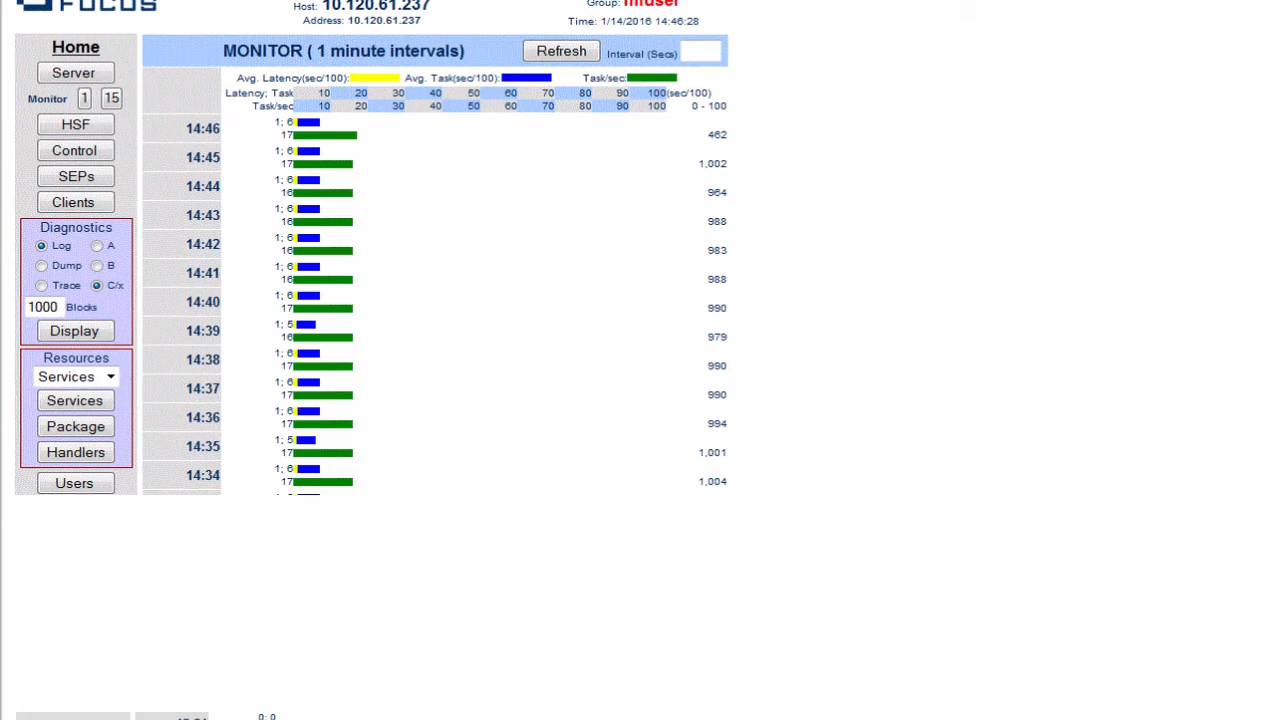 FOCUS
Host: 10.120.61.237
Address: 10.120.61.237
Group: mfuser
Time: 1/14/2016 14:46:28
Home
Server
Monitor 1 15
HSF
Control
SEPs
Clients
Diagnostics
Log A
Dump B
Trace C/x
1000 Blocks
Display
Resources
Services
Services
Package
Handlers
Users
MONITOR ( 1 minute intervals) Refresh Interval (Secs)
Avg. Latency(sec/100): Avg. Task(sec/100): Task/sec:
Latency; Task 10 20 30 40 50 60 70 80 90 100(sec/100)
Task/sec 10 20 30 40 50 60 70 80 90 100 0 - 100
14:46 1; 6
17 462
14:45 1; 6
17 1,002
14:44 1; 6
16 964
14:43 1; 6
16 988
14:42 1; 6
16 983
14:41 1; 6
16 988
14:40 1; 6
17 990
14:39 1; 5
16 979
14:38 1; 6
17 990
14:37 1; 6
17 990
14:36 1; 6
17 994
14:35 1; 5
17 1,001
14:34 1; 6
17 1,004
0; 0